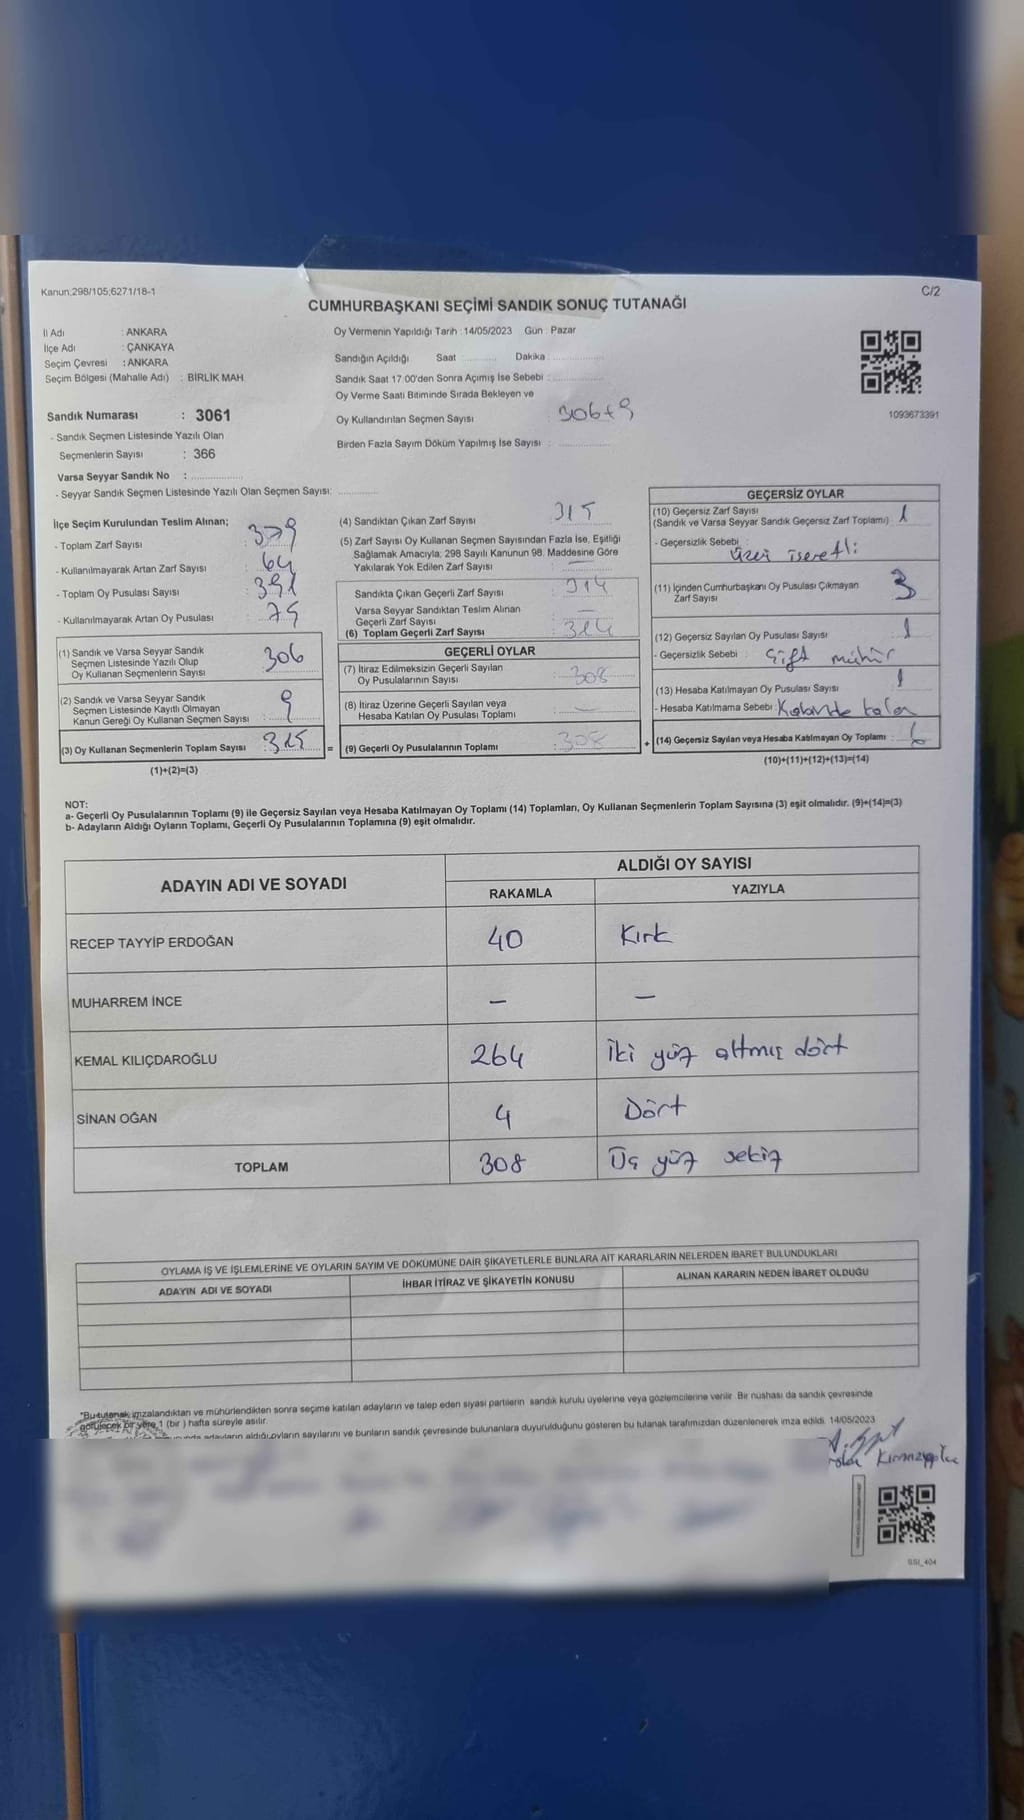 Kanun;298/105;6271/18-1
C/2
CUMHURBAŞKANI SEÇİMİ SANDIK SONUÇ TUTANAĞI
İl Adı : ANKARA
İlçe Adı : ÇANKAYA
Seçim Çevresi : ANKARA
Seçim Bölgesi (Mahalle Adı) : BİRLİK MAH
Sandık Numarası : 3061
- Sandık Seçmen Listesinde Yazılı Olan
Seçmenlerin Sayısı : 366
Varsa Seyyar Sandık No : ................
- Seyyar Sandık Seçmen Listesinde Yazılı Olan Seçmen Sayısı: ............
Oy Vermenin Yapıldığı Tarih :14/05/2023 Gün : Pazar
Sandığın Açıldığı Saat :.......... Dakika :................
Sandık Saat 17:00'den Sonra Açımış İse Sebebi :................
Oy Verme Saati Bitiminde Sırada Bekleyen ve
Oy Kullandırılan Seçmen Sayısı : 306+9
Birden Fazla Sayım Döküm Yapılmış İse Sayısı :................
1093673391
İlçe Seçim Kurulundan Teslim Alınan;
- Toplam Zarf Sayısı : 379
- Kullanılmayarak Artan Zarf Sayısı : 64
- Toplam Oy Pusulası Sayısı : 391
- Kullanılmayarak Artan Oy Pusulası :
(1) Sandık ve Varsa Seyyar Sandık
Seçmen Listesinde Yazılı Olup
Oy Kullanan Seçmenlerin Sayısı : 306
(2) Sandık ve Varsa Seyyar Sandık
Seçmen Listesinde Kayıtlı Olmayan
Kanun Gereği Oy Kullanan Seçmen Sayısı : 9
(3) Oy Kullanan Seçmenlerin Toplam Sayısı : 315
(1)+(2)=(3)
(4) Sandıktan Çıkan Zarf Sayısı : 315
(5) Zarf Sayısı Oy Kullanan Seçmen Sayısından Fazla İse, Eşitliği
Sağlamak Amacıyla; 298 Sayılı Kanunun 98. Maddesine Göre
Yakılarak Yok Edilen Zarf Sayısı : —
Sandıkta Çıkan Geçerli Zarf Sayısı : 314
Varsa Seyyar Sandıktan Teslim Alınan
Geçerli Zarf Sayısı : —
(6) Toplam Geçerli Zarf Sayısı : 314
GEÇERLİ OYLAR
(7) İtiraz Edilmeksizin Geçerli Sayılan
Oy Pusulalarının Sayısı : 308
(8) İtiraz Üzerine Geçerli Sayılan veya
Hesaba Katılan Oy Pusulası Toplamı : —
= (9) Geçerli Oy Pusulalarının Toplamı : 308
GEÇERSİZ OYLAR
(10) Geçersiz Zarf Sayısı
(Sandık ve Varsa Seyyar Sandık Geçersiz Zarf Toplamı) : 1
- Geçersizlik Sebebi : üzeri işaretli
(11) İçinden Cumhurbaşkanı Oy Pusulası Çıkmayan
Zarf Sayısı : 3
(12) Geçersiz Sayılan Oy Pusulası Sayısı : 1
- Geçersizlik Sebebi : Çift mühür
(13) Hesaba Katılmayan Oy Pusulası Sayısı : 1
- Hesaba Katılmama Sebebi : kalan
+ (14) Geçersiz Sayılan veya Hesaba Katılmayan Oy Toplamı :
(10)+(11)+(12)+(13)=(14)
NOT:
a- Geçerli Oy Pusulalarının Toplamı (9) ile Geçersiz Sayılan veya Hesaba Katılmayan Oy Toplamı (14) Toplamları, Oy Kullanan Seçmenlerin Toplam Sayısına (3) eşit olmalıdır. (9)+(14)=(3)
b- Adayların Aldığı Oyların Toplamı, Geçerli Oy Pusulalarının Toplamına (9) eşit olmalıdır.
ADAYIN ADI VE SOYADI
ALDIĞI OY SAYISI
RAKAMLA YAZIYLA
RECEP TAYYİP ERDOĞAN 40 Kırk
MUHARREM İNCE — —
KEMAL KILIÇDAROĞLU 264 İki yüz altmış dört
SİNAN OĞAN 4 Dört
TOPLAM 308 Üç yüz sekiz
OYLAMA İŞ VE İŞLEMLERİNE VE OYLARIN SAYIM VE DÖKÜMÜNE DAİR ŞİKAYETLERLE BUNLARA AİT KARARLARIN NELERDEN İBARET BULUNDUKLARI
ADAYIN ADI VE SOYADI İHBAR İTİRAZ VE ŞİKAYETİN KONUSU ALINAN KARARIN NEDEN İBARET OLDUĞU
*Bu tutanak imzalandıktan ve mühürlendikten sonra seçime katılan adayların ve talep eden siyasi partilerin sandık kurulu üyelerine veya gözlemcilerine verilir. Bir nüshası da sandık çevresinde
görülecek bir yere 1 (bir ) hafta süreyle asılır.
adayların aldığı oyların sayılarını ve bunların sandık çevresinde bulunanlara duyurulduğunu gösteren bu tutanak tarafımızdan düzenlenerek imza edildi. 14/05/2023
SSI_404